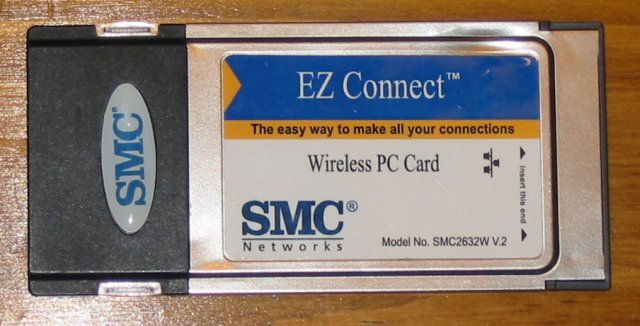 SMC®
EZ Connect™
The easy way to make all your connections
Wireless PC Card
Insert this end
SMC®
Networks
Model No. SMC2632W V.2